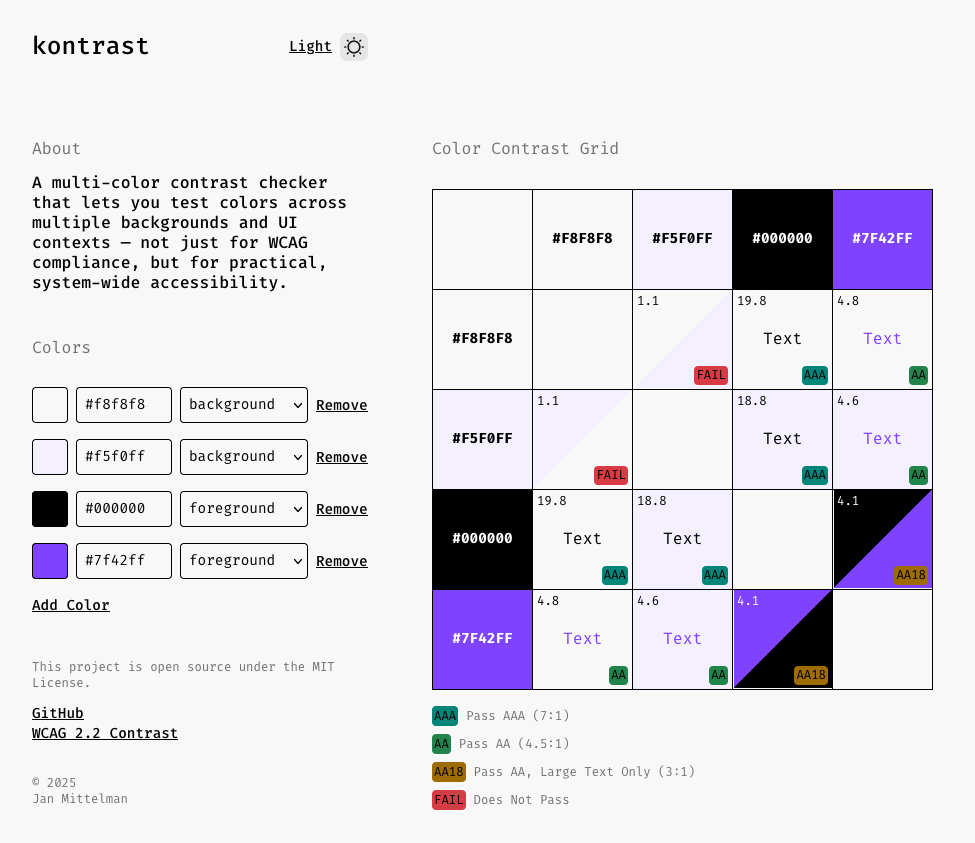 kontrast
Light
About
A multi-color contrast checker
that lets you test colors across
multiple backgrounds and UI
contexts — not just for WCAG
compliance, but for practical,
system-wide accessibility.
Colors
#f8f8f8 background Remove
#f5f0ff background Remove
#000000 foreground Remove
#7f42ff foreground Remove
Add Color
This project is open source under the MIT
License.
GitHub
WCAG 2.2 Contrast
© 2025
Jan Mittelman
Color Contrast Grid
#F8F8F8 #F5F0FF #000000 #7F42FF
1.1 19.8 4.8
#F8F8F8 Text Text
FAIL AAA AA
1.1 18.8 4.6
#F5F0FF Text Text
FAIL AAA AA
19.8 18.8 4.1
#000000 Text Text
AAA AAA AA18
4.8 4.6 4.1
#7F42FF Text Text
AA AA AA18
AAA Pass AAA (7:1)
AA Pass AA (4.5:1)
AA18 Pass AA, Large Text Only (3:1)
FAIL Does Not Pass